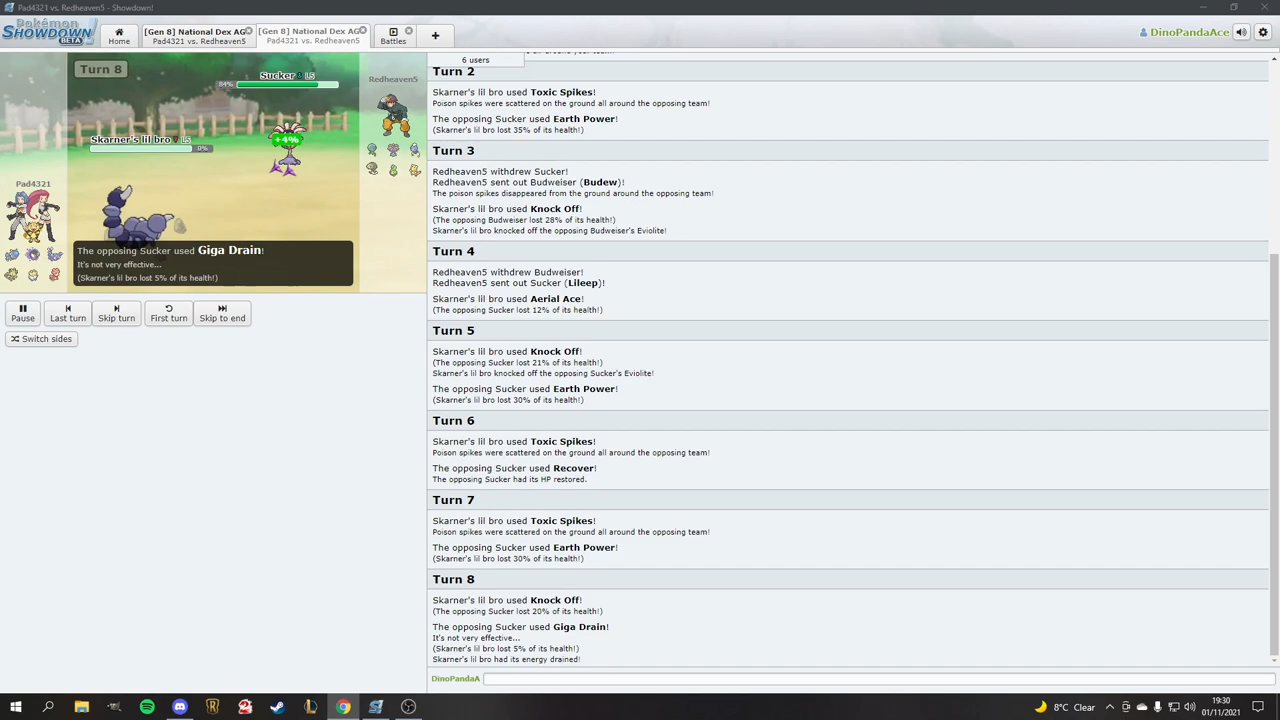 Pad4321 vs. Redheaven5 - Showdown!
Pokémon
SHOWDOWN
BETA
Home
[Gen 8] National Dex AG
Pad4321 vs. Redheaven5
[Gen 8] National Dex AG
Pad4321 vs. Redheaven5
Battles
DinoPandaAce
6 users
Turn 8
Sucker L5
84%
Redheaven5
+4%
Skarner's lil bro L5
0%
Pad4321
The opposing Sucker used Giga Drain!
It's not very effective...
(Skarner's lil bro lost 5% of its health!)
Pause
Last turn
Skip turn
First turn
Skip to end
Switch sides
Turn 2
Skarner's lil bro used Toxic Spikes!
Poison spikes were scattered on the ground all around the opposing team!
The opposing Sucker used Earth Power!
(Skarner's lil bro lost 35% of its health!)
Turn 3
Redheaven5 withdrew Sucker!
Redheaven5 sent out Budweiser (Budew)!
The poison spikes disappeared from the ground around the opposing team!
Skarner's lil bro used Knock Off!
(The opposing Budweiser lost 28% of its health!)
Skarner's lil bro knocked off the opposing Budweiser's Eviolite!
Turn 4
Redheaven5 withdrew Budweiser!
Redheaven5 sent out Sucker (Lileep)!
Skarner's lil bro used Aerial Ace!
(The opposing Sucker lost 12% of its health!)
Turn 5
Skarner's lil bro used Knock Off!
(The opposing Sucker lost 21% of its health!)
Skarner's lil bro knocked off the opposing Sucker's Eviolite!
The opposing Sucker used Earth Power!
(Skarner's lil bro lost 30% of its health!)
Turn 6
Skarner's lil bro used Toxic Spikes!
Poison spikes were scattered on the ground all around the opposing team!
The opposing Sucker used Recover!
The opposing Sucker had its HP restored.
Turn 7
Skarner's lil bro used Toxic Spikes!
Poison spikes were scattered on the ground all around the opposing team!
The opposing Sucker used Earth Power!
(Skarner's lil bro lost 30% of its health!)
Turn 8
Skarner's lil bro used Knock Off!
(The opposing Sucker lost 20% of its health!)
The opposing Sucker used Giga Drain!
It's not very effective...
(Skarner's lil bro lost 5% of its health!)
Skarner's lil bro had its energy drained!
DinoPandaA
8°C Clear
19:30
01/11/2021